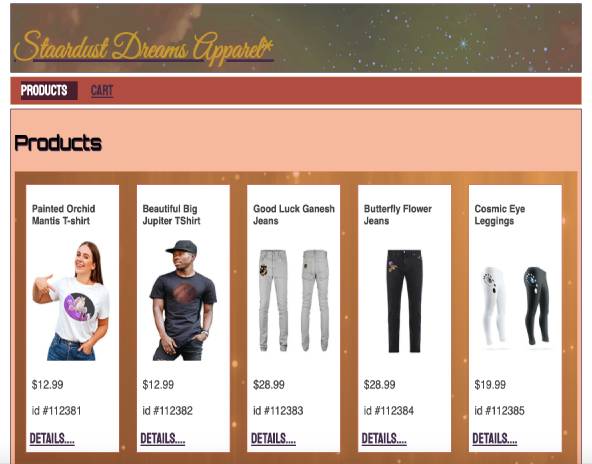 Staardust Dreams Apparel*
PRODUCTS CART
Products
Painted Orchid
Mantis T-shirt
$12.99
id #112381
DETAILS....
Beautiful Big
Jupiter TShirt
$12.99
id #112382
DETAILS....
Good Luck Ganesh
Jeans
$28.99
id #112383
DETAILS....
Butterfly Flower
Jeans
$28.99
id #112384
DETAILS....
Cosmic Eye
Leggings
$19.99
id #112385
DETAILS....